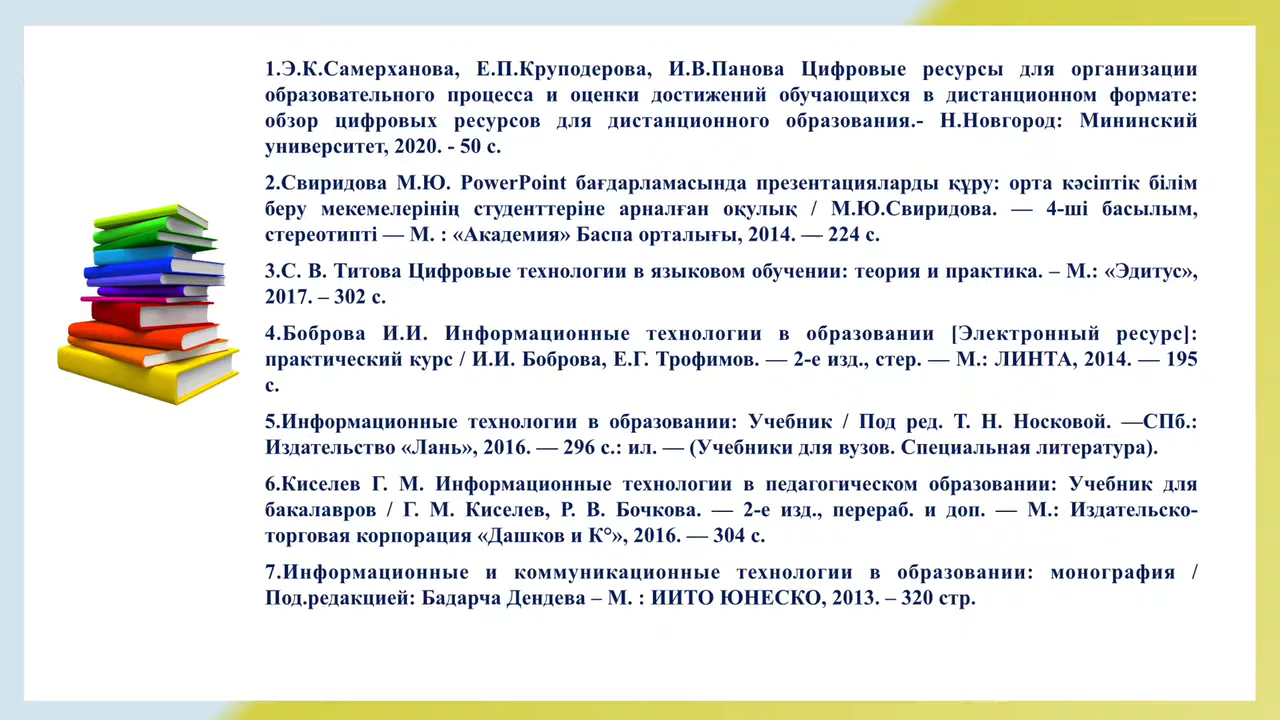 1.Э.К.Самерханова, Е.П.Круподерова, И.В.Панова Цифровые ресурсы для организации
образовательного процесса и оценки достижений обучающихся в дистанционном формате:
обзор цифровых ресурсов для дистанционного образования.- Н.Новгород: Мининский
университет, 2020. - 50 с.
2.Свиридова М.Ю. PowerPoint бағдарламасында презентацияларды құру: орта кәсіптік білім
беру мекемелерінің студенттеріне арналған оқулық / М.Ю.Свиридова. — 4-ші басылым,
стереотипті — М. : «Академия» Баспа орталығы, 2014. — 224 с.
3.С. В. Титова Цифровые технологии в языковом обучении: теория и практика. – М.: «Эдитус»,
2017. – 302 с.
4.Боброва И.И. Информационные технологии в образовании [Электронный ресурс]:
практический курс / И.И. Боброва, Е.Г. Трофимов. — 2-е изд., стер. — М.: ЛИНТА, 2014. — 195
с.
5.Информационные технологии в образовании: Учебник / Под ред. Т. Н. Носковой. —СПб.:
Издательство «Лань», 2016. — 296 с.: ил. — (Учебники для вузов. Специальная литература).
6.Киселев Г. М. Информационные технологии в педагогическом образовании: Учебник для
бакалавров / Г. М. Киселев, Р. В. Бочкова. — 2-е изд., перераб. и доп. — М.: Издательско-
торговая корпорация «Дашков и К°», 2016. — 304 с.
7.Информационные и коммуникационные технологии в образовании: монография /
Под.редакцией: Бадарча Дендева – М. : ИИТО ЮНЕСКО, 2013. – 320 стр.